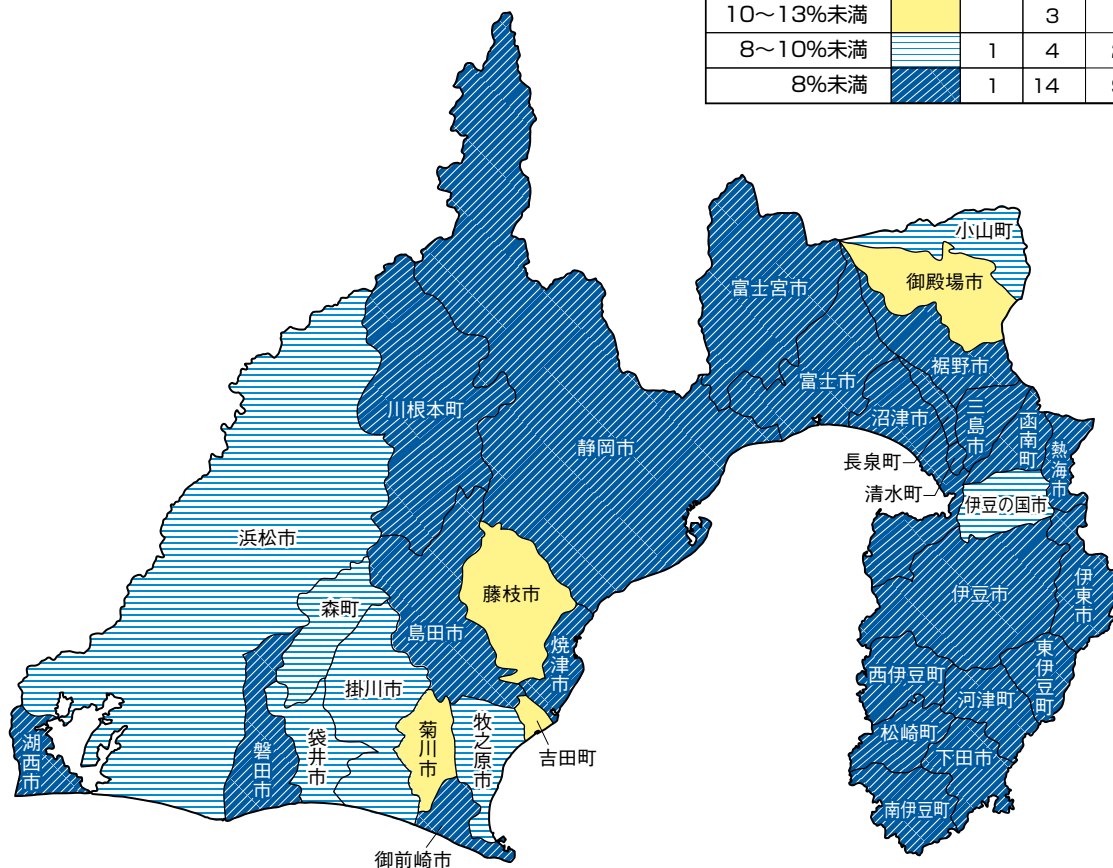 10～13%未満 3
8～10%未満 1 4
8%未満 1 14
小山町
御殿場市
富士宮市
裾野市
富士市
沼津市
三島市
函南町
熱海市
川根本町
静岡市
長泉町
清水町
伊豆の国市
浜松市
藤枝市
伊豆市
伊東市
森町
島田市
焼津市
東伊豆町
西伊豆町
掛川市
河津町
菊川市
牧之原市
松崎町
湖西市
磐田市
袋井市
吉田町
下田市
南伊豆町
御前崎市